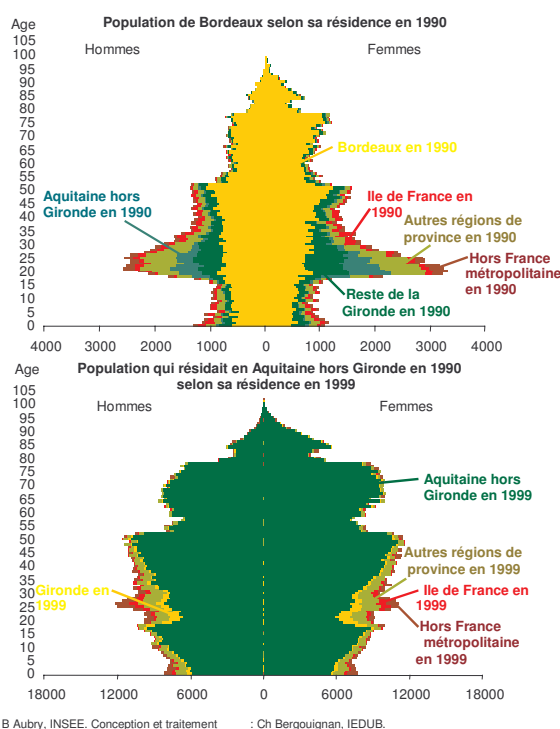 Population de Bordeaux selon sa résidence en 1990
Age
Hommes
Femmes
105
100
95
90
85
80
75
70
65
60
55
50
45
40
35
30
25
20
15
10
5
0
Bordeaux en 1990
Aquitaine hors
Gironde en 1990
Ile de France en
1990
Autres régions de
province en 1990
Hors France
métropolitaine
en 1990
Reste de la
Gironde en 1990
4000 3000 2000 1000 0 1000 2000 3000 4000
Population qui résidait en Aquitaine hors Gironde en 1990
selon sa résidence en 1999
Age
Hommes
Femmes
105
100
95
90
85
80
75
70
65
60
55
50
45
40
35
30
25
20
15
10
5
0
Aquitaine hors
Gironde en 1999
Autres régions de
province en 1999
Gironde en
1999
Ile de France en
1999
Hors France
métropolitaine
en 1999
18000 12000 6000 0 6000 12000 18000
B Aubry, INSEE. Conception et traitement : Ch Bergouignan, IEDUB.